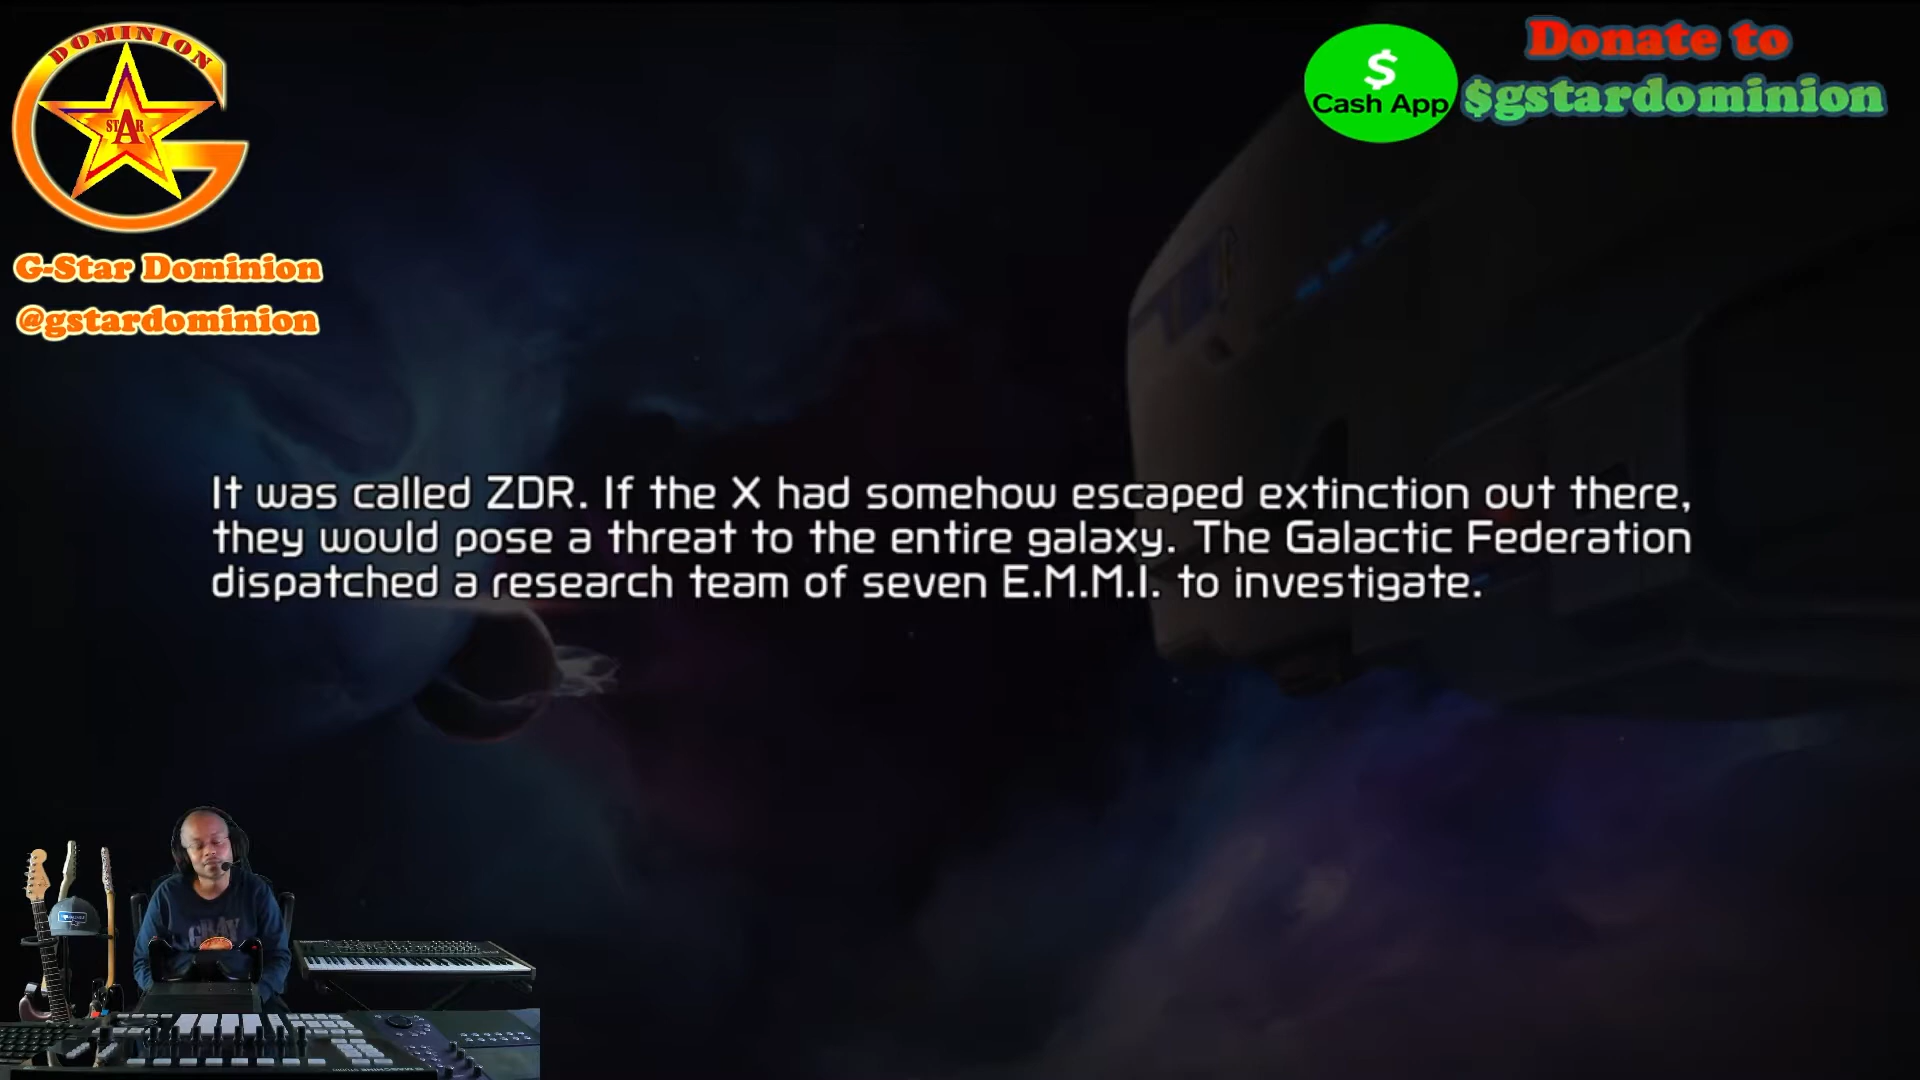 DOMINION
STAR
G-Star Dominion
@gstardominion
$
Cash App
Donate to
$gstardominion
It was called ZDR. If the X had somehow escaped extinction out there,
they would pose a threat to the entire galaxy. The Galactic Federation
dispatched a research team of seven E.M.M.I. to investigate.